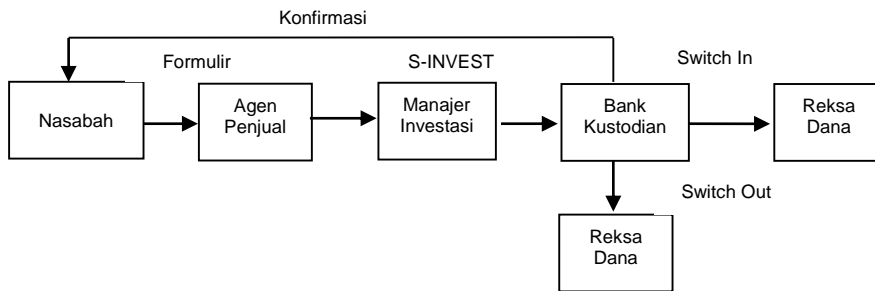 Konfirmasi
Formulir
S-INVEST
Switch In
Nasabah
Agen
Penjual
Manajer
Investasi
Bank
Kustodian
Reksa
Dana
Switch Out
Reksa
Dana